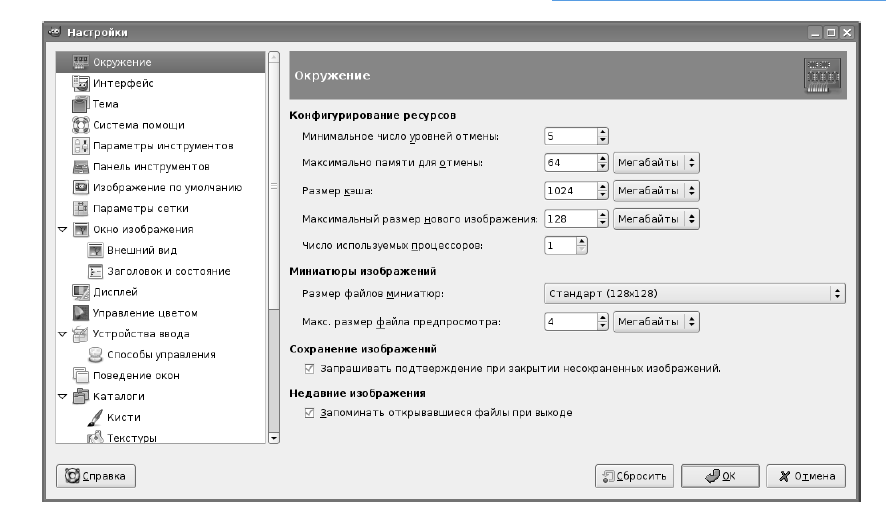 Настройки
Окружение
Интерфейс
Тема
Система помощи
Параметры инструментов
Панель инструментов
Изображение по умолчанию
Параметры сетки
Окно изображения
Внешний вид
Заголовок и состояние
Дисплей
Управление цветом
Устройства ввода
Способы управления
Поведение окон
Каталоги
Кисти
Текстуры
Окружение
Конфигурирование ресурсов
Минимальное число уровней отмены: 5
Максимально памяти для отмены: 64 Мегабайты
Размер кэша: 1024 Мегабайты
Максимальный размер нового изображения: 128 Мегабайты
Число используемых процессоров: 1
Миниатюры изображений
Размер файлов миниатюр: Стандарт (128x128)
Макс. размер файла предпросмотра: 4 Мегабайты
Сохранение изображений
Запрашивать подтверждение при закрытии несохраненных изображений.
Недавние изображения
Запоминать открывавшиеся файлы при выходе
Справка Сбросить OK Отмена